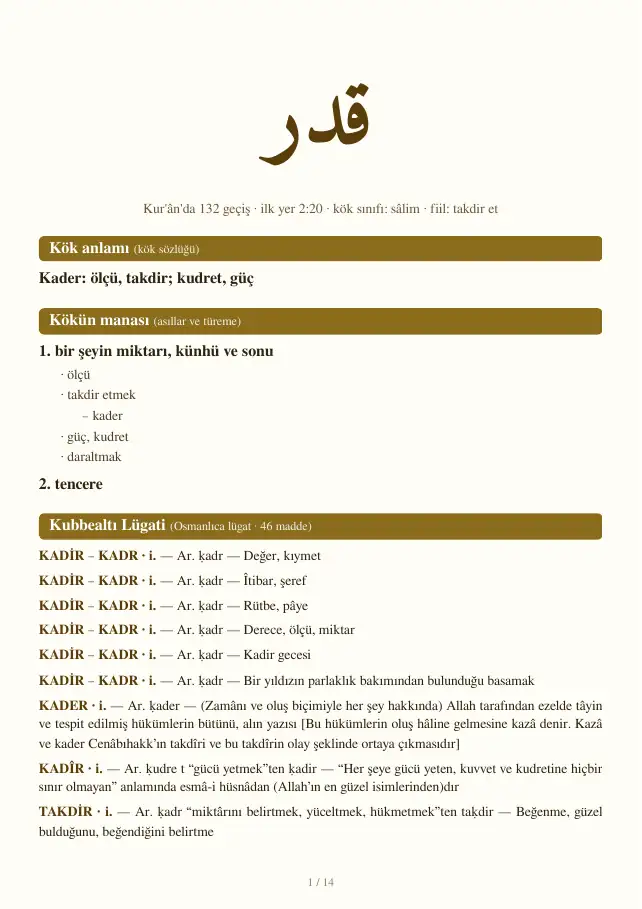 قدر
Kur'ân'da 132 geçiş · ilk yer 2:20 · kök sınıfı: sâlim · fiil: takdir et
Kök anlamı (kök sözlüğü)
Kader: ölçü, takdir; kudret, güç
Kökün manası (asıllar ve türeme)
1. bir şeyin miktarı, künhü ve sonu
· ölçü
· takdir etmek
– kader
· güç, kudret
· daraltmak
2. tencere
Kubbealtı Lügati (Osmanlıca lügat · 46 madde)
KADİR – KADR · i. — Ar. ḳadr — Değer, kıymet
KADİR – KADR · i. — Ar. ḳadr — Îtibar, şeref
KADİR – KADR · i. — Ar. ḳadr — Rütbe, pâye
KADİR – KADR · i. — Ar. ḳadr — Derece, ölçü, miktar
KADİR – KADR · i. — Ar. ḳadr — Kadir gecesi
KADİR – KADR · i. — Ar. ḳadr — Bir yıldızın parlaklık bakımından bulunduğu basamak
KADER · i. — Ar. ḳader — (Zamânı ve oluş biçimiyle her şey hakkında) Allah tarafından ezelde tâyin
ve tespit edilmiş hükümlerin bütünü, alın yazısı [Bu hükümlerin oluş hâline gelmesine kazâ denir. Kazâ
ve kader Cenâbıhakk’ın takdîri ve bu takdîrin olay şeklinde ortaya çıkmasıdır]
KADÎR · i. — Ar. ḳudre t “gücü yetmek”ten ḳadіr — “Her şeye gücü yeten, kuvvet ve kudretine hiçbir
sınır olmayan” anlamında esmâ-i hüsnâdan (Allah’ın en güzel isimlerinden)dır
TAKDİR · i. — Ar. ḳadr “miktârını belirtmek, yüceltmek, hükmetmek”ten taḳdir — Beğenme, güzel
bulduğunu, beğendiğini belirtme
1 / 14